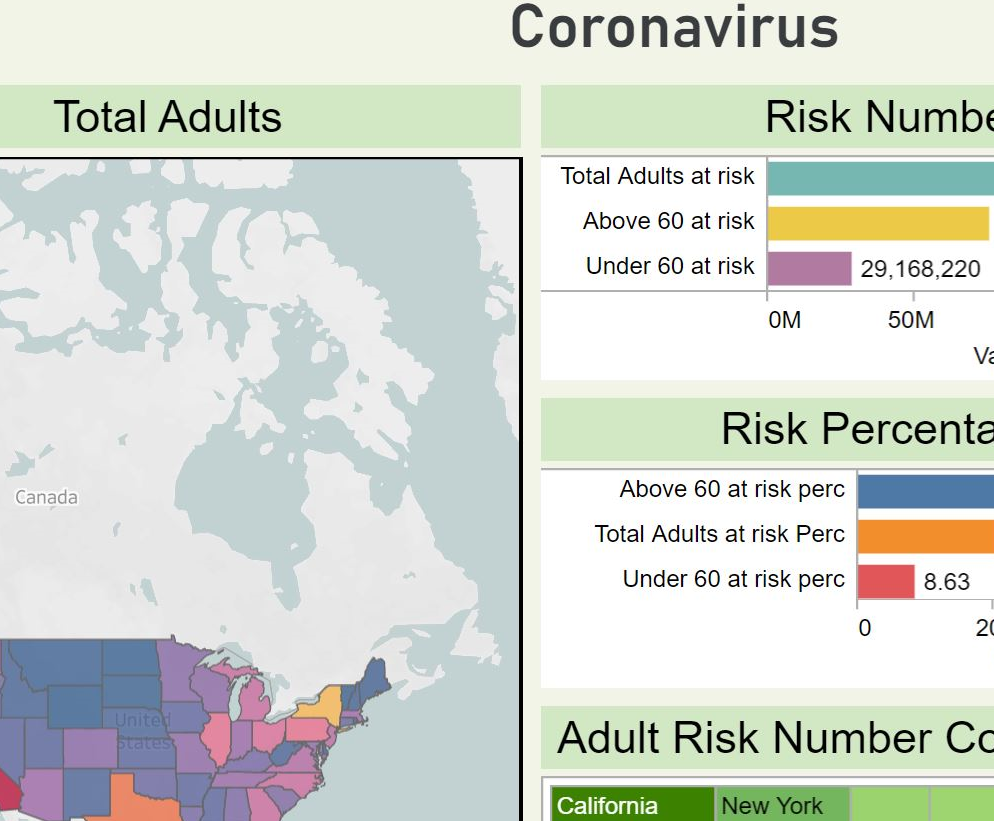 Coronavirus
Total Adults
Canada
United
States
Risk Numbe
Total Adults at risk
Above 60 at risk
Under 60 at risk 29,168,220
0M 50M
Va
Risk Percenta
Above 60 at risk perc
Total Adults at risk Perc
Under 60 at risk perc 8.63
0 20
Adult Risk Number Co
California New York